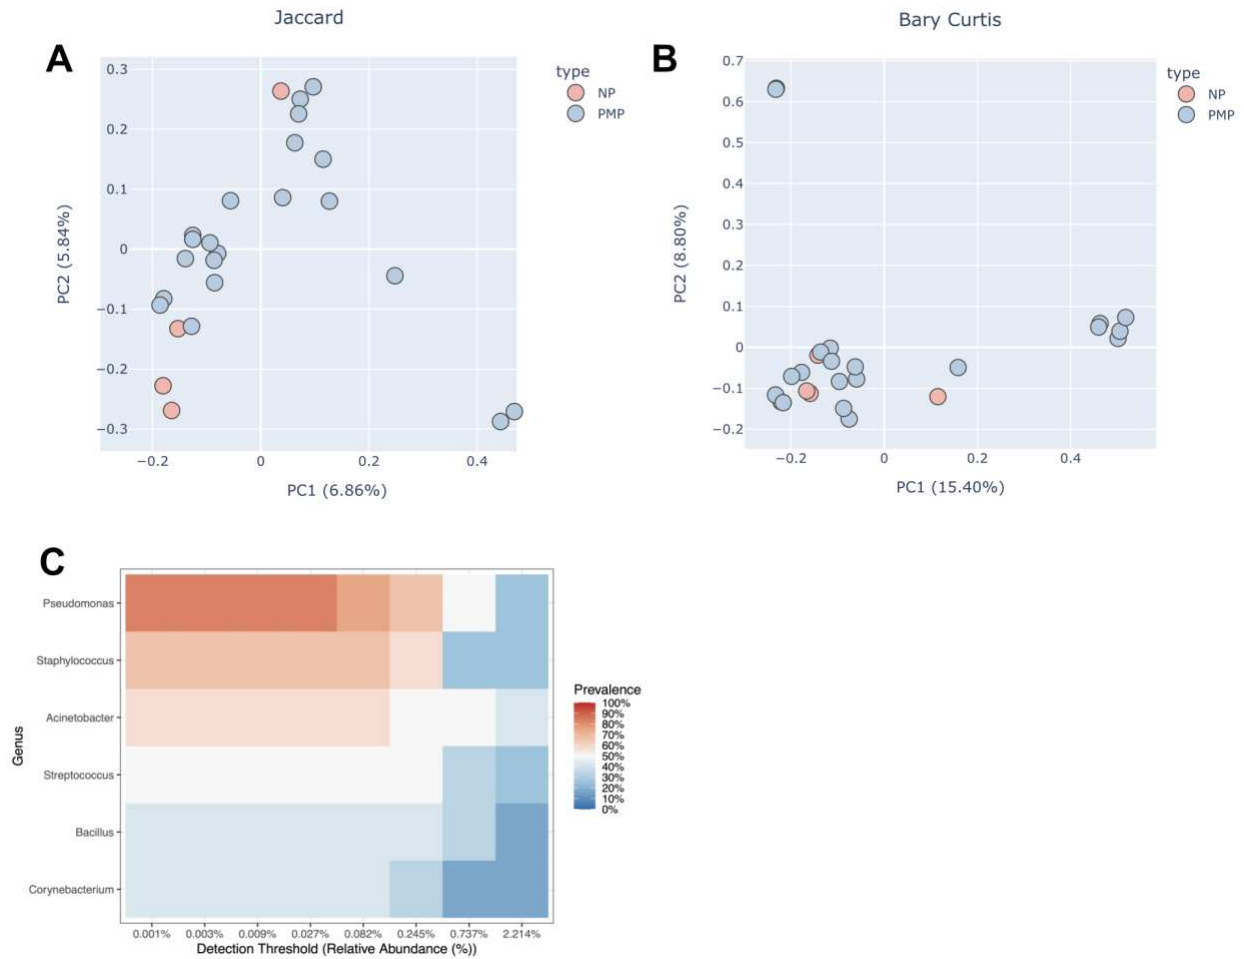 Jaccard
A
0.3
0.2
0.1
0
−0.1
−0.2
−0.3
PC2 (5.84%)
−0.2
0
0.2
0.4
PC1 (6.86%)
type
NP
PMP
Bary Curtis
B
0.7
0.6
0.5
0.4
0.3
0.2
0.1
0
−0.1
−0.2
PC2 (8.80%)
−0.2
0
0.2
0.4
PC1 (15.40%)
type
NP
PMP
C
Genus
Pseudomonas
Staphylococcus
Acinetobacter
Streptococcus
Bacillus
Corynebacterium
0.001% 0.003% 0.009% 0.027% 0.082% 0.245% 0.737% 2.214%
Detection Threshold (Relative Abundance (%))
Prevalence
100%
90%
80%
70%
60%
50%
40%
30%
20%
10%
0%